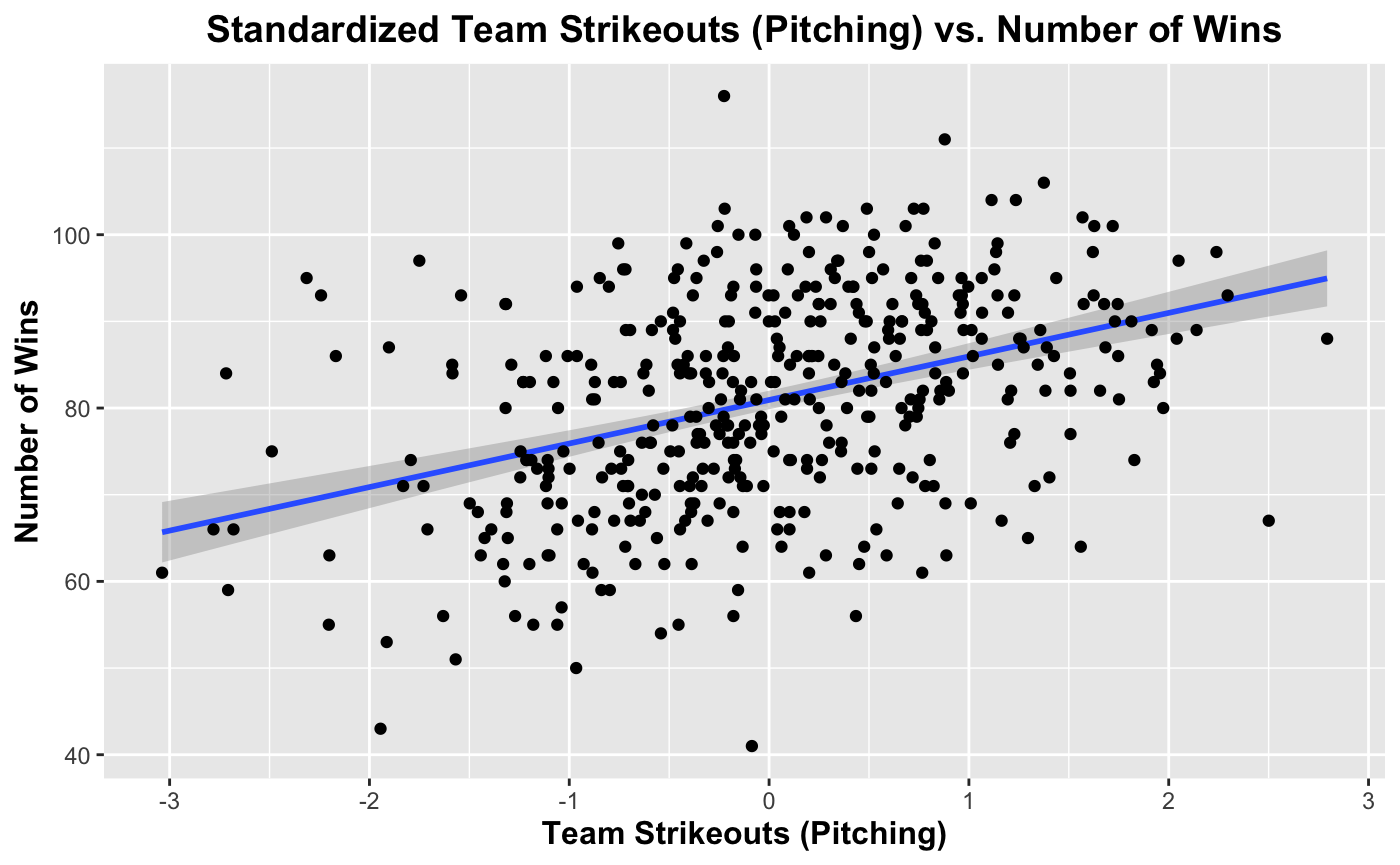 Standardized Team Strikeouts (Pitching) vs. Number of Wins
Number of Wins
100
80
60
40
-3 -2 -1 0 1 2 3
Team Strikeouts (Pitching)